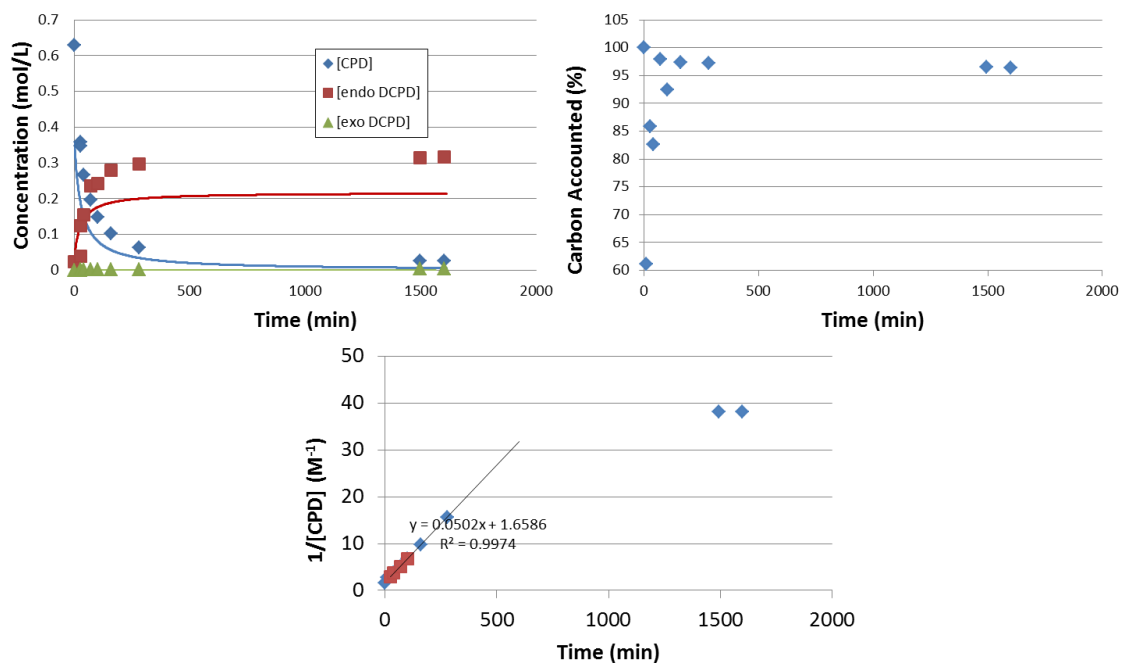 Concentration (mol/L)
0.7
0.6
0.5
0.4
0.3
0.2
0.1
0
[CPD]
[endo DCPD]
[exo DCPD]
0 500 1000 1500 2000
Time (min)
Carbon Accounted (%)
105
100
95
90
85
80
75
70
65
60
0 500 1000 1500 2000
Time (min)
1/[CPD] (M⁻¹)
50
40
30
20
10
0
y = 0.0502x + 1.6586
R² = 0.9974
0 500 1000 1500 2000
Time (min)